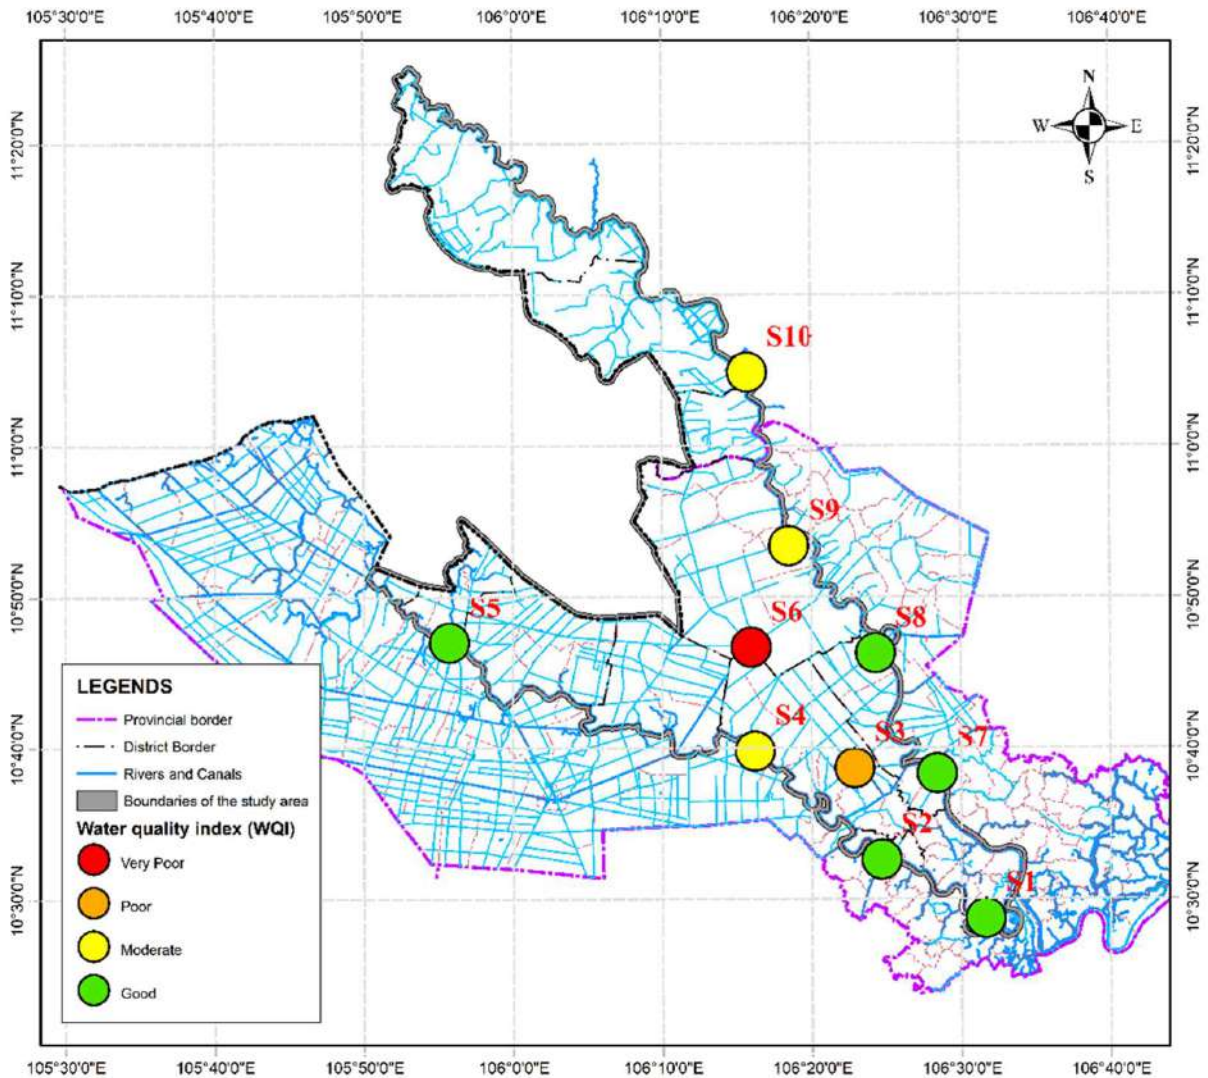 105°30'0"E 105°40'0"E 105°50'0"E 106°0'0"E 106°10'0"E 106°20'0"E 106°30'0"E 106°40'0"E
N
W E
S
11°20'0"N 11°20'0"N
11°10'0"N 11°10'0"N
S10
11°0'0"N 11°0'0"N
S9
10°50'0"N 10°50'0"N
S5 S6 S8
LEGENDS
Provincial border
District Border
Rivers and Canals
Boundaries of the study area
Water quality index (WQI)
Very Poor
Poor
Moderate
Good
S4 S3 S7
10°40'0"N 10°40'0"N
S2
S1
10°30'0"N 10°30'0"N
105°30'0"E 105°40'0"E 105°50'0"E 106°0'0"E 106°10'0"E 106°20'0"E 106°30'0"E 106°40'0"E